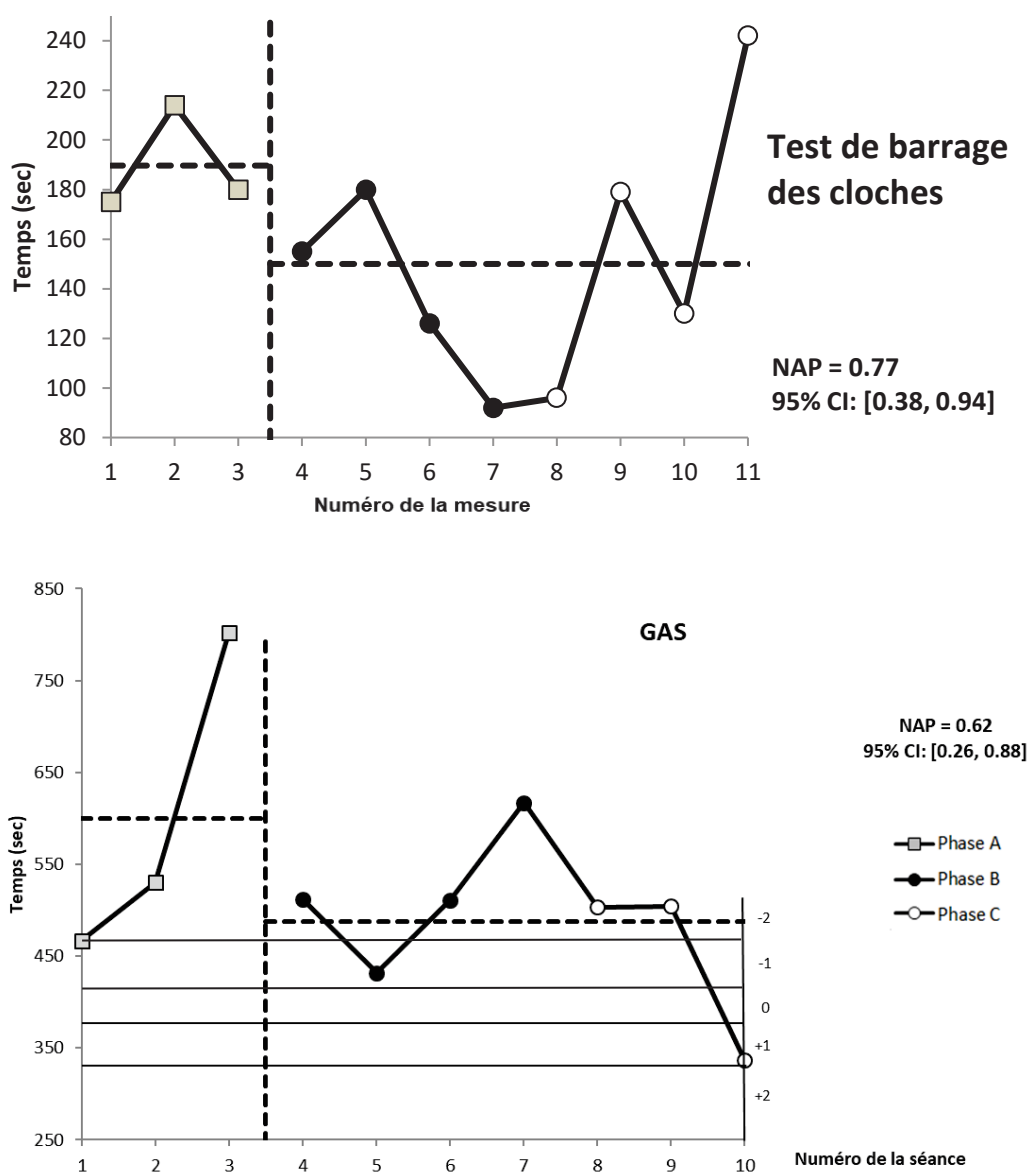 240
220
200
180
160
140
120
100
80
Temps (sec)
1 2 3 4 5 6 7 8 9 10 11
Numéro de la mesure
Test de barrage
des cloches
NAP = 0.77
95% CI: [0.38, 0.94]
850
750
650
550
450
350
250
Temps (sec)
GAS
NAP = 0.62
95% CI: [0.26, 0.88]
Phase A
Phase B
Phase C
-2
-1
0
+1
+2
1 2 3 4 5 6 7 8 9 10
Numéro de la séance